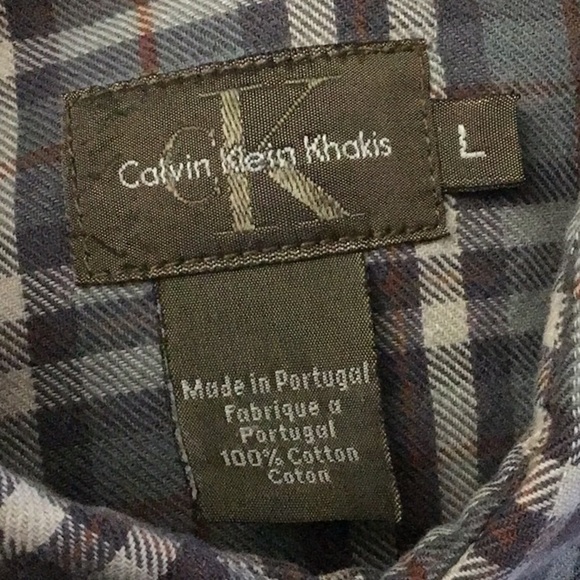 CK
Calvin Klein Khakis
L
Made in Portugal
Fabrique a
Portugal
100% Cotton
Coton